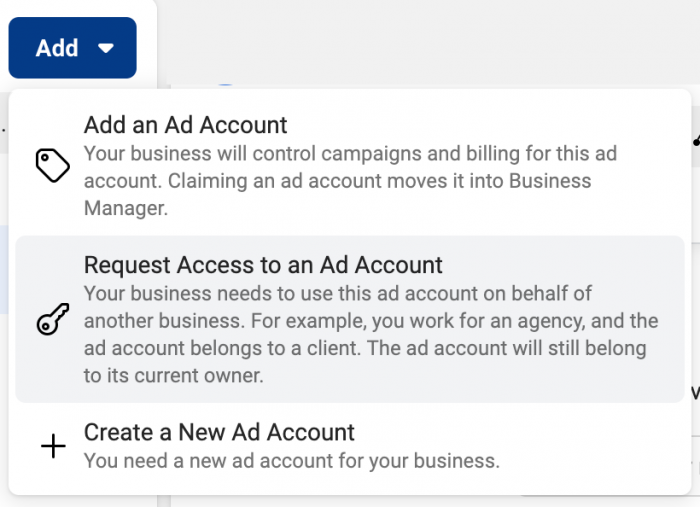 Add
Add an Ad Account
Your business will control campaigns and billing for this ad
account. Claiming an ad account moves it into Business
Manager.
Request Access to an Ad Account
Your business needs to use this ad account on behalf of
another business. For example, you work for an agency, and the
ad account belongs to a client. The ad account will still belong
to its current owner.
Create a New Ad Account
You need a new ad account for your business.